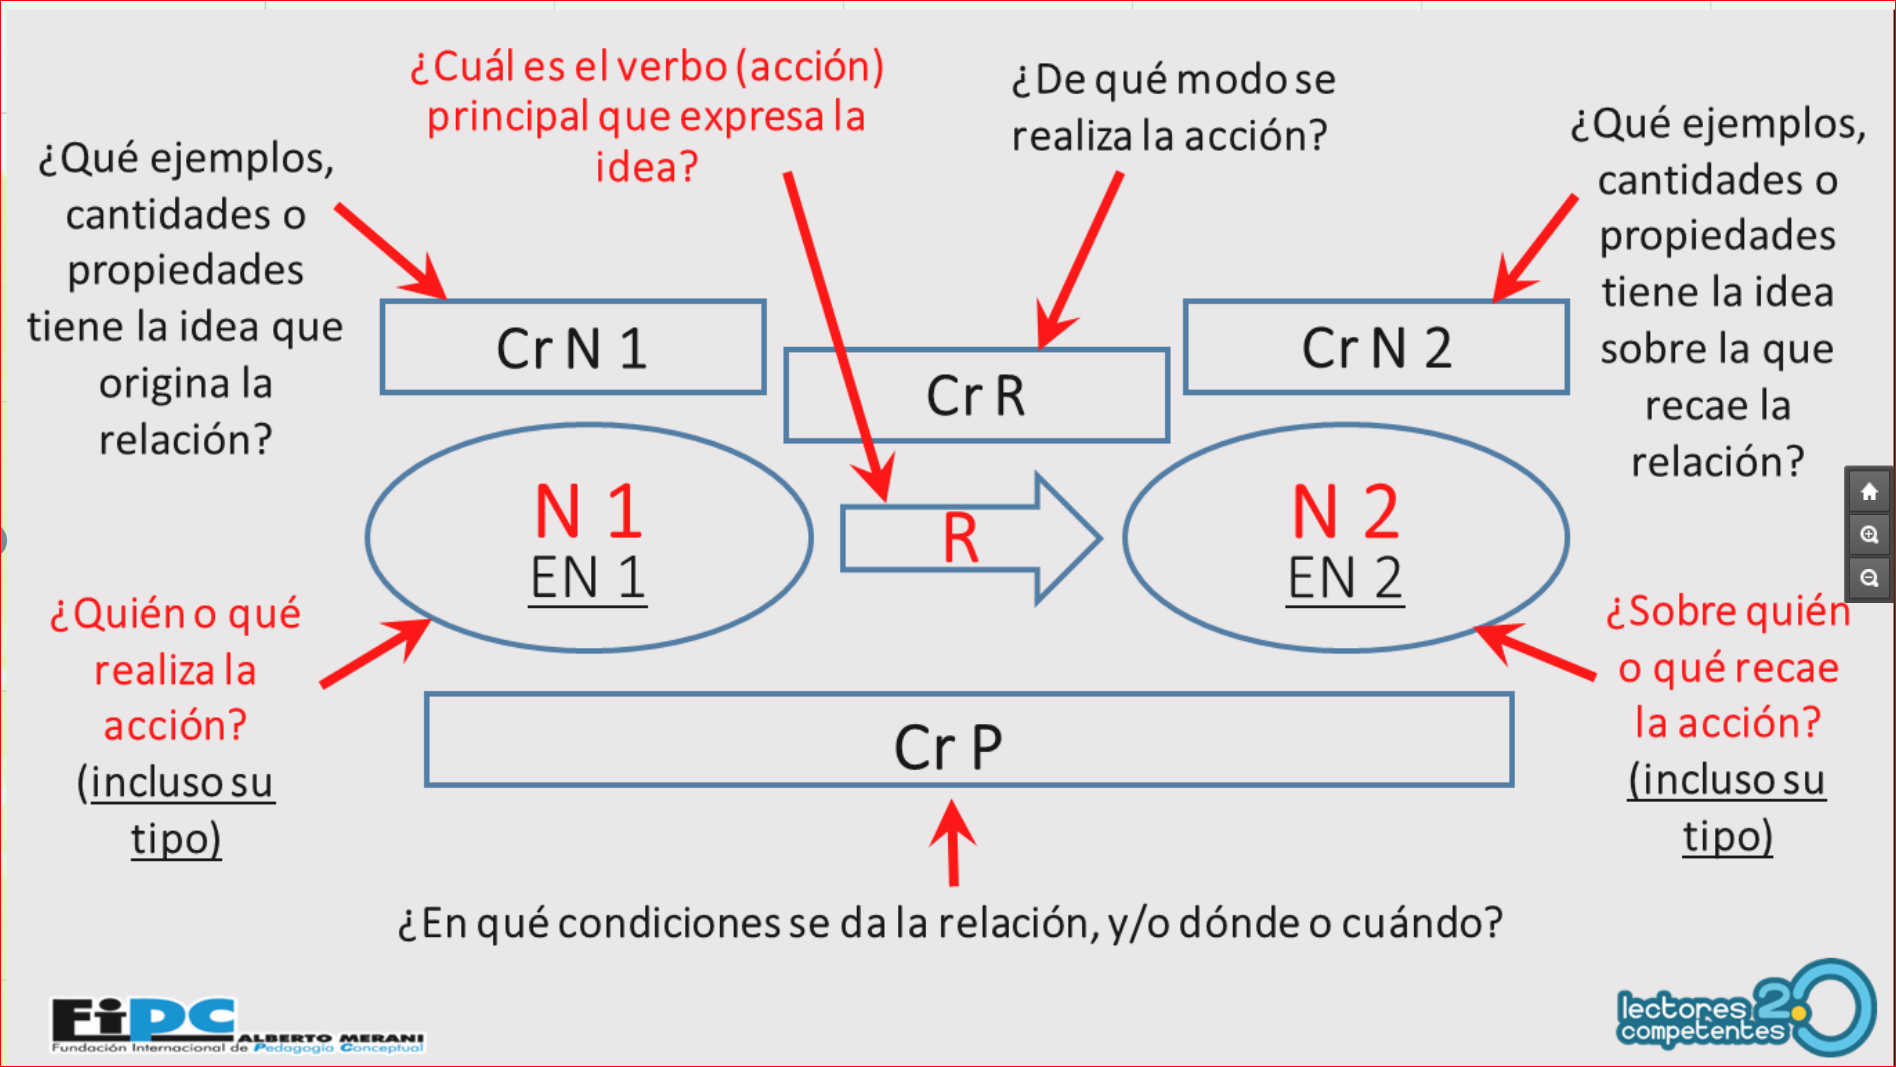 ¿Cuál es el verbo (acción)
principal que expresa la
idea?
¿De qué modo se
realiza la acción?
¿Qué ejemplos,
cantidades o
propiedades
tiene la idea que
origina la
relación?
¿Qué ejemplos,
cantidades o
propiedades
tiene la idea
sobre la que
recae la
relación?
Cr N 1
Cr R
Cr N 2
N 1
EN 1
R
N 2
EN 2
¿Quién o qué
realiza la
acción?
(incluso su
tipo)
¿Sobre quién
o qué recae
la acción?
(incluso su
tipo)
Cr P
¿En qué condiciones se da la relación, y/o dónde o cuándo?
FiPC
ALBERTO MERANI
Fundación Internacional de Pedagogía Conceptual
lectores 2.0
competentes